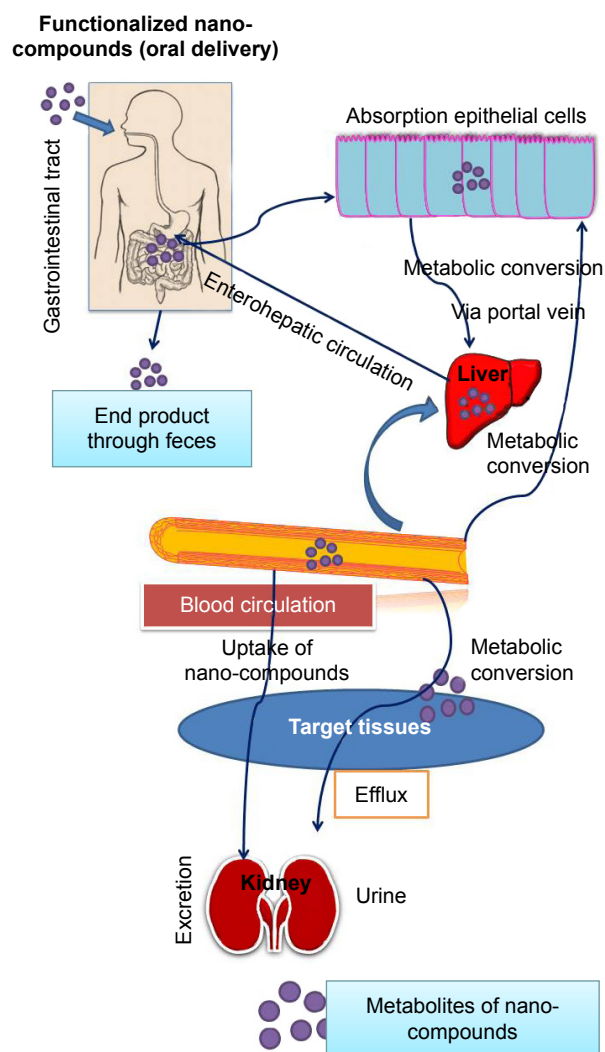 Functionalized nano-
compounds (oral delivery)
Gastrointestinal tract
Absorption epithelial cells
Metabolic conversion
Via portal vein
Enterohepatic circulation
Liver
Metabolic
conversion
End product
through feces
Blood circulation
Uptake of
nano-compounds
Metabolic
conversion
Target tissues
Efflux
Excretion
Kidney
Urine
Metabolites of nano-
compounds